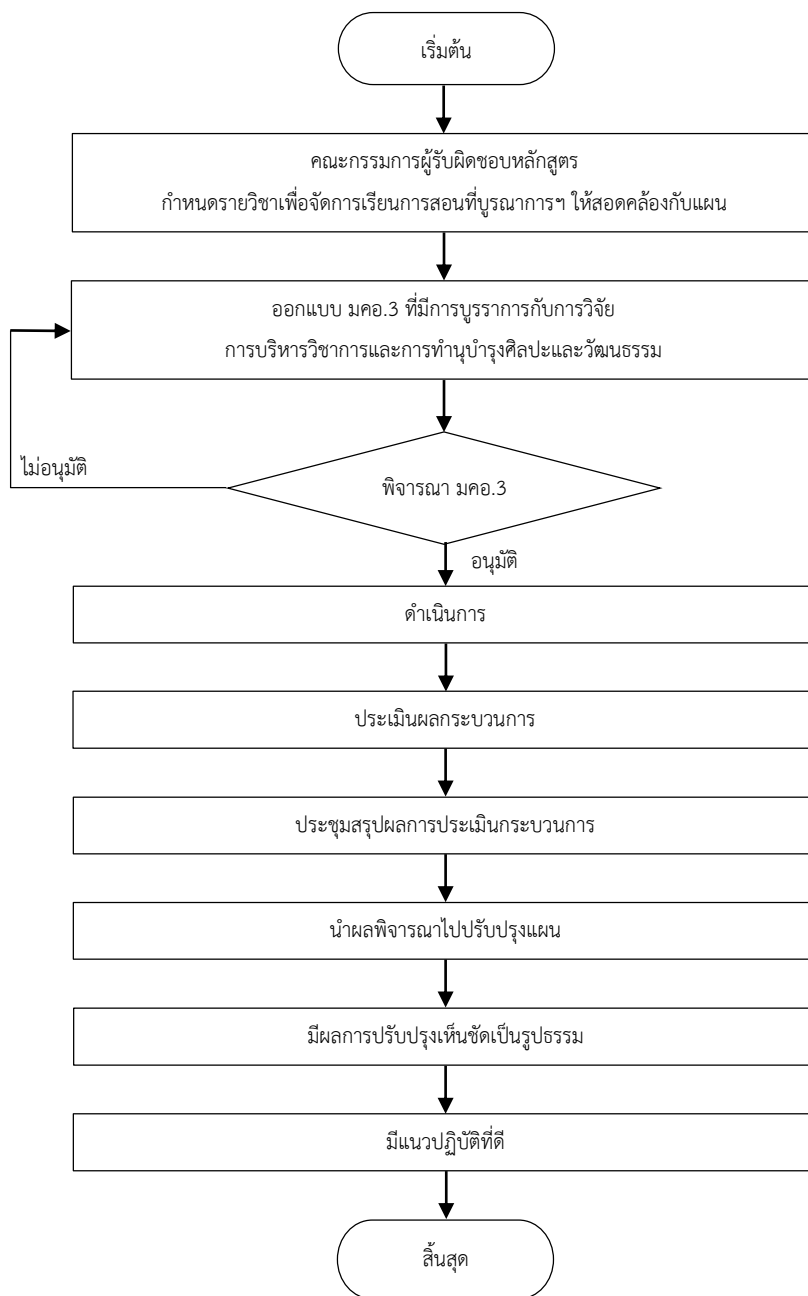 เริ่มต้น
คณะกรรมการผู้รับผิดชอบหลักสูตร
กำหนดรายวิชาเพื่อจัดการเรียนการสอนที่บูรณาการฯ ให้สอดคล้องกับแผน
ออกแบบ มคอ.3 ที่มีการบูรราการกับการวิจัย
การบริหารวิชาการและการทำนุบำรุงศิลปะและวัฒนธรรม
ไม่อนุมัติ
พิจารณา มคอ.3
อนุมัติ
ดำเนินการ
ประเมินผลกระบวนการ
ประชุมสรุปผลการประเมินกระบวนการ
นำผลพิจารณาไปปรับปรุงแผน
มีผลการปรับปรุงเห็นชัดเป็นรูปธรรม
มีแนวปฏิบัติที่ดี
สิ้นสุด